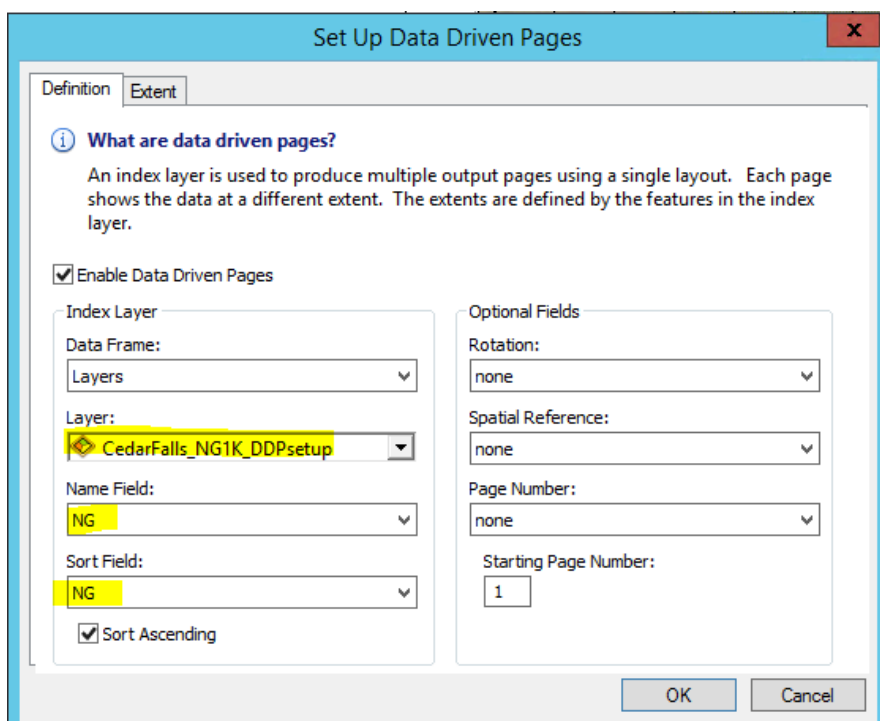 Set Up Data Driven Pages
x
Definition
Extent
i
What are data driven pages?
An index layer is used to produce multiple output pages using a single layout. Each page
shows the data at a different extent. The extents are defined by the features in the index
layer.
Enable Data Driven Pages
Index Layer
Data Frame:
Layers
Layer:
CedarFalls_NG1K_DDPsetup
Name Field:
NG
Sort Field:
NG
Sort Ascending
Optional Fields
Rotation:
none
Spatial Reference:
none
Page Number:
none
Starting Page Number:
1
OK
Cancel